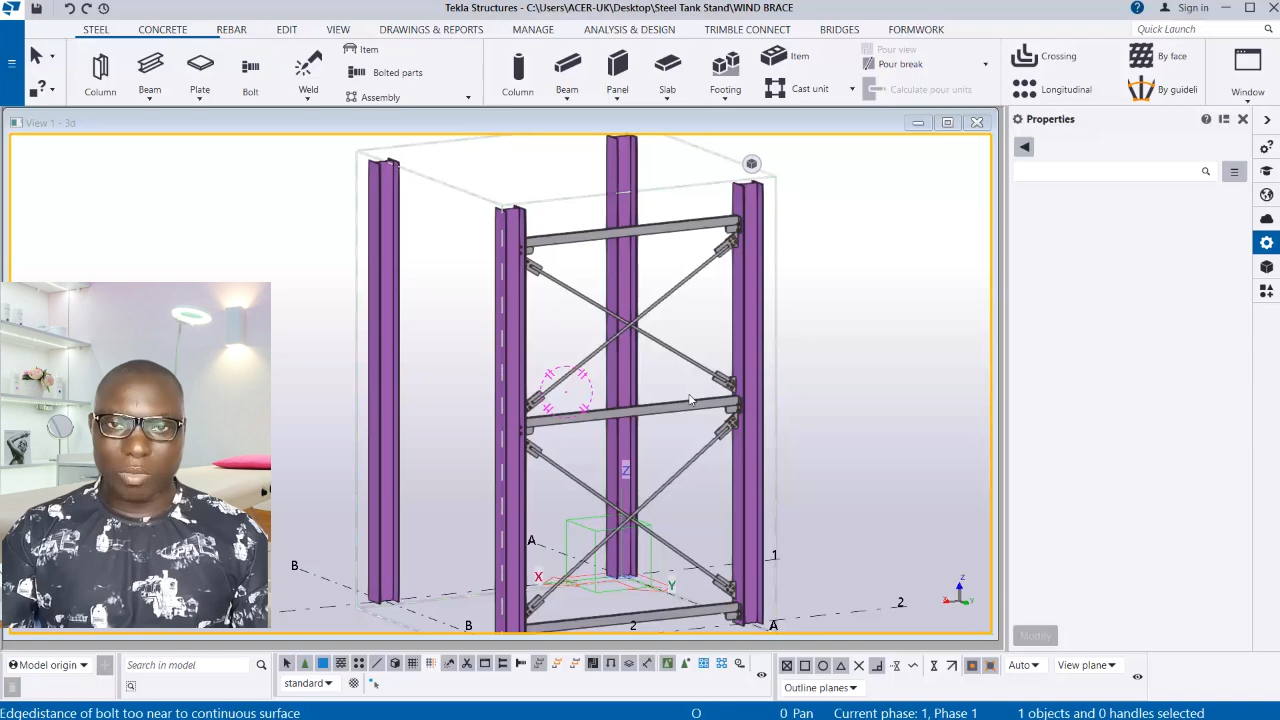 Tekla Structures - C:\Users\ACER-UK\Desktop\Steel Tank Stand\WIND BRACE
Sign in
STEEL CONCRETE REBAR EDIT VIEW DRAWINGS & REPORTS MANAGE ANALYSIS & DESIGN TRIMBLE CONNECT BRIDGES FORMWORK
Quick Launch
Column Beam Plate Bolt Weld
Item
Bolted parts
Assembly
Column Beam Panel Slab Footing
Item
Cast unit
Pour view
Pour break
Calculate pour units
Crossing
Longitudinal
By face
By guideli
Window
View 1 - 3d
Properties
Z
A
X
Y
B
1
2
B
2
A
Z
X
Y
Modify
Model origin
Search in model
standard
Auto
View plane
Outline planes
Edgedistance of bolt too near to continuous surface
O
0 Pan
Current phase: 1, Phase 1
1 objects and 0 handles selected